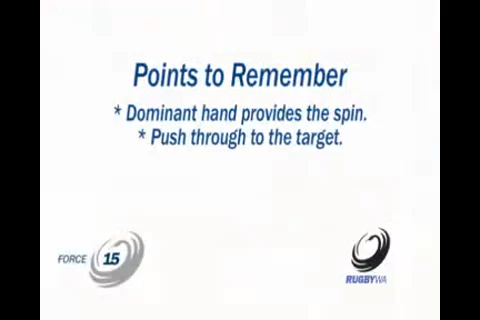 Points to Remember
* Dominant hand provides the spin.
* Push through to the target.
FORCE 15
RUGBYWA